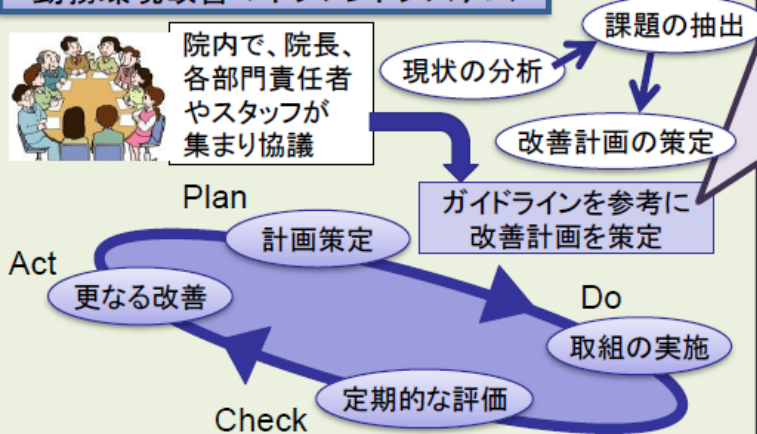 院内で、院長、
各部門責任者
やスタッフが
集まり協議
現状の分析
課題の抽出
改善計画の策定
ガイドラインを参考に
改善計画を策定
Plan
計画策定
Act
更なる改善
Do
取組の実施
定期的な評価
Check